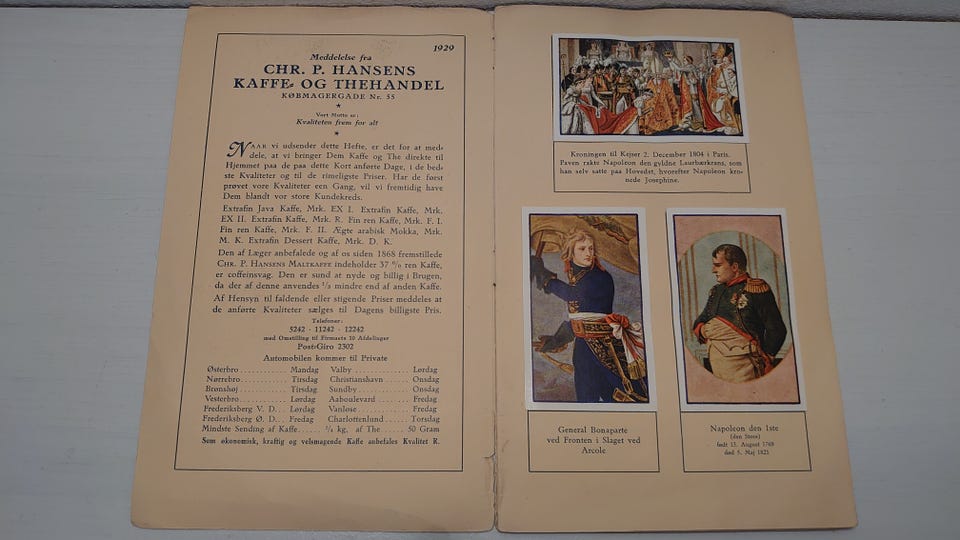 1929
Meddelelse fra
CHR. P. HANSENS
KAFFE- OG THEHANDEL
KØBMAGERGADE Nr. 55
Vort Motto er:
Kvaliteten frem for alt
NAAR vi udsender dette Hefte, er det for at med-
dele, at vi bringer Dem Kaffe og The direkte til
Hjemmet paa de paa dette Kort anførte Dage, i de bed-
ste Kvaliteter og til de rimeligste Priser. Har de først
prøvet vore Kvaliteter een Gang, vil vi fremtidig have
Dem blandt vor store Kundekreds.
Extrafin Java Kaffe, Mrk. EX I. Extrafin Kaffe, Mrk.
EX II. Extrafin Kaffe, Mrk. R. Fin ren Kaffe, Mrk. F. I.
Fin ren Kaffe, Mrk. F. II. Ægte arabisk Mokka, Mrk.
M. K. Extrafin Dessert Kaffe, Mrk. D. K.
Den af Læger anbefalede og af os siden 1868 fremstillede
CHR. P. HANSENS MALTKAFFE indeholder 37 % ren Kaffe,
er coffeinsvag. Den er sund at nyde og billig i Brugen,
da der af denne anvendes 1/3 mindre end af anden Kaffe.
Af Hensyn til faldende eller stigende Priser meddeles at
de anførte Kvaliteter sælges til Dagens billigste Pris.
Telefoner:
5242 - 11242 - 12242
med Omstilling til Firmaets 10 Afdelinger
Post-Giro 2302
Automobilen kommer til Private
Østerbro ............ Mandag Valby ................ Lørdag
Nørrebro ............ Tirsdag Christianshavn ..... Onsdag
Brønshøj ............ Tirsdag Sundby .............. Onsdag
Vesterbro ........... Lørdag Aaboulevard ........ Fredag
Frederiksberg V. D. .. Lørdag Vanløse ............. Fredag
Frederiksberg Ø. D. .. Fredag Charlottenlund ..... Torsdag
Mindste Sending af Kaffe ...... 1/4 kg, af The ..... 50 Gram
Som økonomisk, kraftig og velsmagende Kaffe anbefales Kvalitet R.
Kroningen til Kejser 2. December 1804 i Paris.
Paven rakte Napoleon den gyldne Laurbærkrans, som
han selv satte paa Hovedet, hvorefter Napoleon kro-
nede Josephine.
General Bonaparte
ved Fronten i Slaget ved
Arcole
Napoleon den 1ste
(den Store)
født 15. August 1769
død 5. Maj 1821